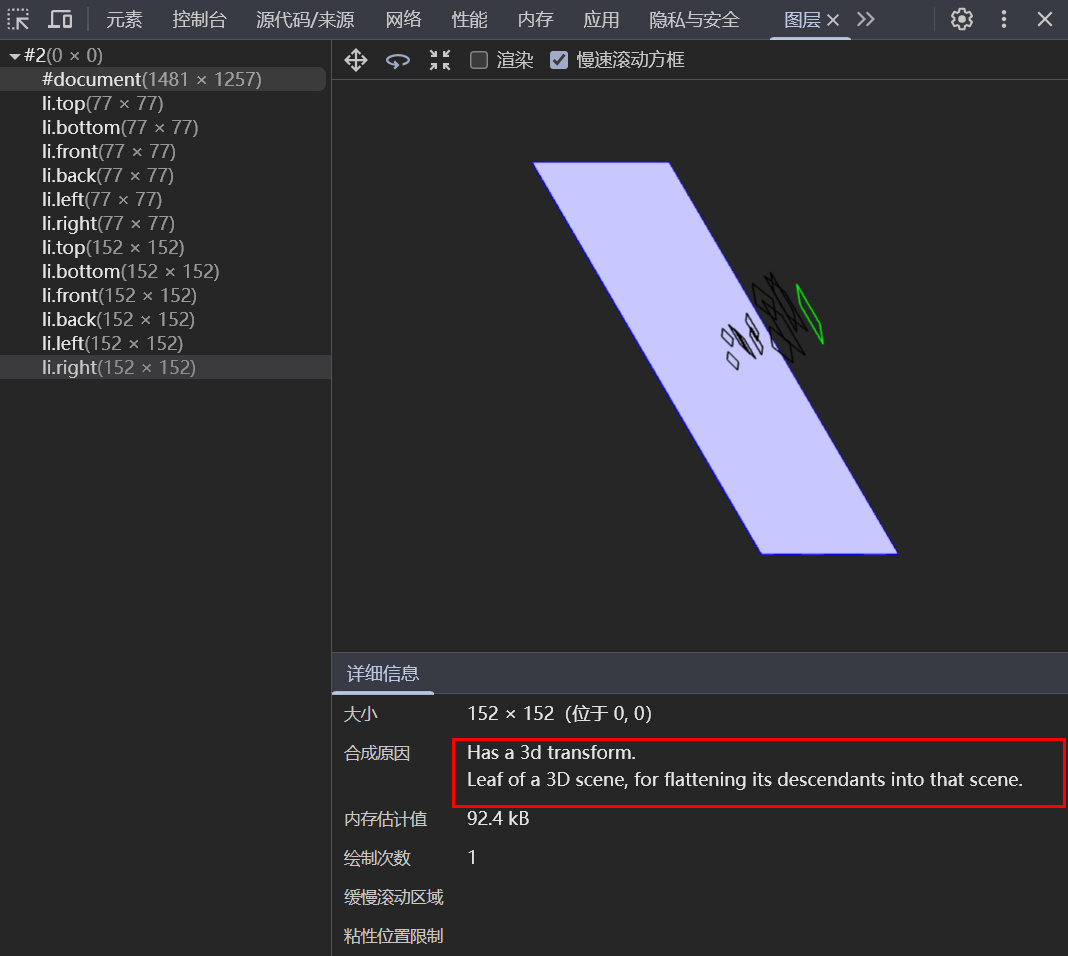 元素 控制台 源代码/来源 网络 性能 内存 应用 隐私与安全 图层
#2(0 × 0)
渲染 慢速滚动方框
#document(1481 × 1257)
li.top(77 × 77)
li.bottom(77 × 77)
li.front(77 × 77)
li.back(77 × 77)
li.left(77 × 77)
li.right(77 × 77)
li.top(152 × 152)
li.bottom(152 × 152)
li.front(152 × 152)
li.back(152 × 152)
li.left(152 × 152)
li.right(152 × 152)
详细信息
大小 152 × 152（位于 0, 0）
合成原因 Has a 3d transform.
Leaf of a 3D scene, for flattening its descendants into that scene.
内存估计值 92.4 kB
绘制次数 1
缓慢滚动区域
粘性位置限制